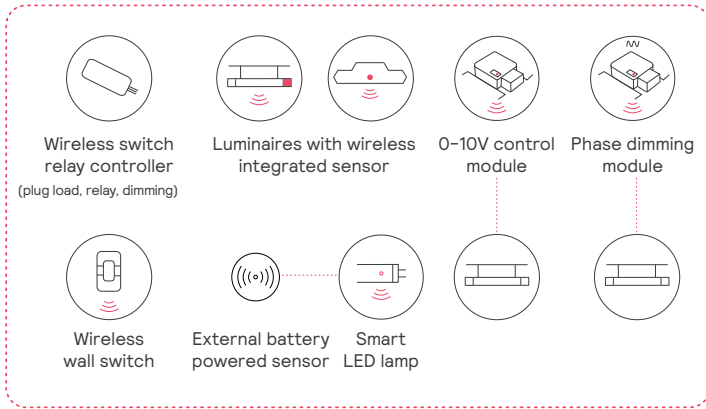 Wireless switch
relay controller
(plug load, relay, dimming)
Luminaires with wireless
integrated sensor
0-10V control
module
Phase dimming
module
Wireless
wall switch
External battery
powered sensor
Smart
LED lamp